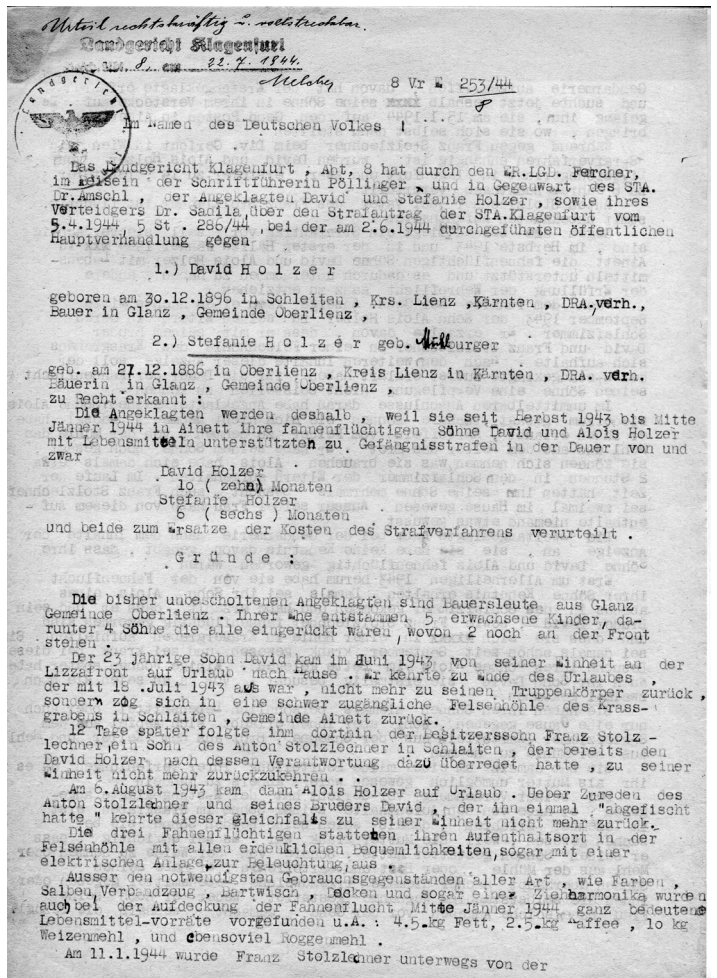 Urteil rechtskräftig u. vollstreckbar.
Landgericht Klagenfurt
8, am 22.7.1944.
Melcher
8 Vr 253/44
8
Landgericht
Im Namen des Deutschen Volkes !
Das Landgericht Klagenfurt , Abt, 8 hat durch den LGD. Fercher,
im Beisein der Schriftführerin Pöllinger , und in Gegenwart des STA.
Dr.Amschl , der Angeklagten David und Stefanie Holzer , sowie ihres
Verteidgers Dr. Sadila,über den Strafantrag der STA.Klagenfurt vom
5.4.1944, 5 St . 286/44 , bei der am 2.6.1944 durchgeführten öffentlichen
Hauptverhandlung gegen
1.) David H o l z e r
geboren am 30.12.1896 in Schleiten , Krs. Lienz ,Kärnten , DRA.verh.,
Bauer in Glanz , Gemeinde Oberlienz .
2.) Stefanie H o l z e r geb. burger
geb. am 27.12.1886 in Oberlienz , Kreis Lienz in Kärnten , DRA. verh.
Bäuerin in Glanz , Gemeinde Oberlienz ,
zu Recht erkannt :
Die Angeklagten werden deshalb , weil sie seit Herbst 1943 bis Mitte
Jänner 1944 in Ainett ihre fahnenflüchtigen Söhne David und Alois Holzer
mit Lebensmitteln unterstützten zu Gefängnisstrafen in der Dauer von und
zwar
David Holzer
10 ( zehn) Monaten
Stefanie Holzer
6 ( sechs ) Monaten
und beide zum Ersatze der Kosten des Strafverfahrens verurteilt .
G r ü n d e :
Die bisher unbescholtenen Angeklagten sind Bauersleute aus Glanz
Gemeinde Oberlienz . Ihrer Ehe entstammen 5 erwachsene Kinder, da-
runter 4 Söhne die alle eingerückt waren , wovon 2 noch an der Front
stehen .
Der 23 jährige Sohn David kam im Juni 1943 von seiner Einheit an der
Lizzafront auf Urlaub nach Hause . Er kehrte zu Ende des Urlaubes ,
der mit 18 .Juli 1943 aus war , nicht mehr zu seinen Truppenkörper zurück ,
sondern zog sich in eine schwer zugängliche Felsenhöhle des Grass-
grabens in Schlaiten , Gemeinde Ainett zurück.
12 Tage später folgte ihm dorthin der Besitzerssohn Franz Stolz -
lechner,ein Sohn des Anton Stolzlechner in Schlaiten , der bereits den
David Holzer nach dessen Verantwortung dazu überredet hatte , zu seiner
Einheit nicht mehr zurückzukehren . .
Am 6.August 1943 kam dann Alois Holzer auf Urlaub . Ueber Zureden des
Anton Stolzlehner und seines Bruders David , der ihn einmal "abgefischt
hatte " kehrte dieser gleichfalls zu seiner Einheit nicht mehr zurück.
Die drei Fahnenflüchtigen statteten ihren Aufenthaltsort in der
Felsenhöhle mit allen erdenklichen Bequemlichkeiten,sogar mit einer
elektrischen Anlage zur Beleuchtung,aus .
Ausser den notwendigsten Gebrauchsgegenständen aller Art , wie Farben ,
Salben,Verbandzeug , Bartwisch , Decken und sogar einer Ziehharmonika wurden
auch bei der Aufdeckung der Fahnenflucht Mitte Jänner 1944 ganz bedeutene
Lebensmittel-vorräte vorgefunden u.A. : 4.5.kg Fett, 2.5.kg Kaffee , 10 kg
Weizenmehl , und ebensoviel Roggenmehl .
Am 11.1.1944 wurde Franz Stolzlehner unterwegs von der